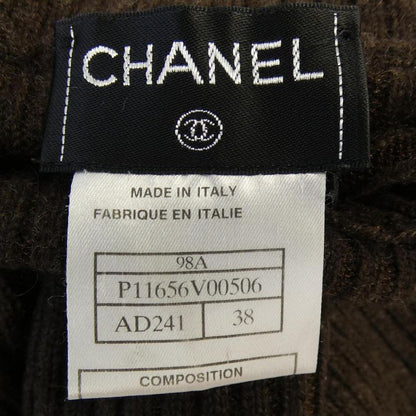 CHANEL
MADE IN ITALY
FABRIQUE EN ITALIE
98A
P11656V00506
AD241 38
COMPOSITION